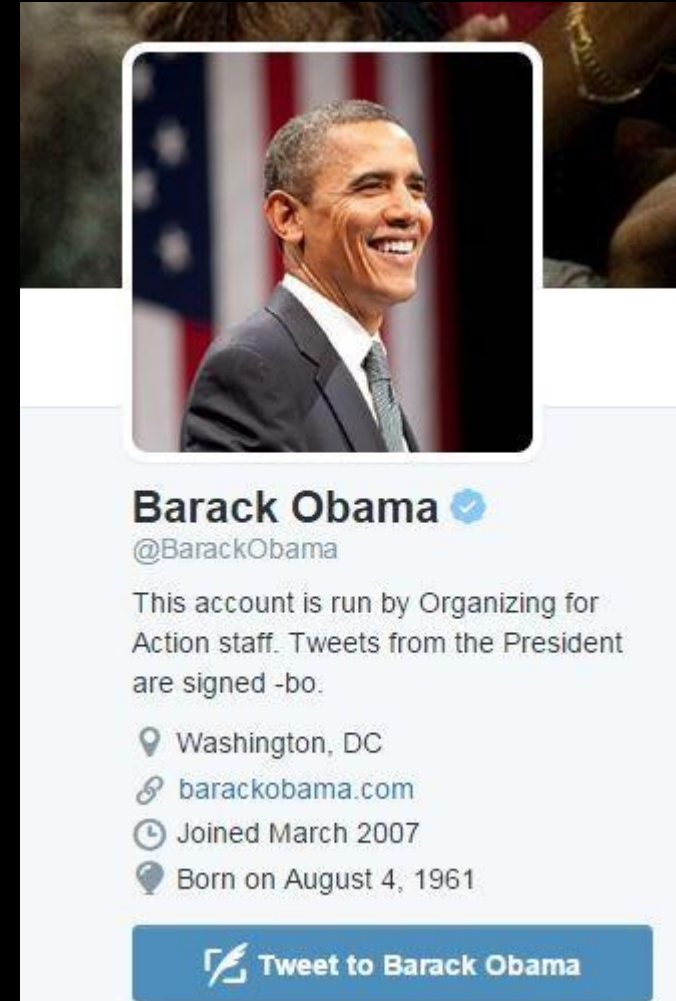 Barack Obama
@BarackObama
This account is run by Organizing for
Action staff. Tweets from the President
are signed -bo.
Washington, DC
barackobama.com
Joined March 2007
Born on August 4, 1961
Tweet to Barack Obama